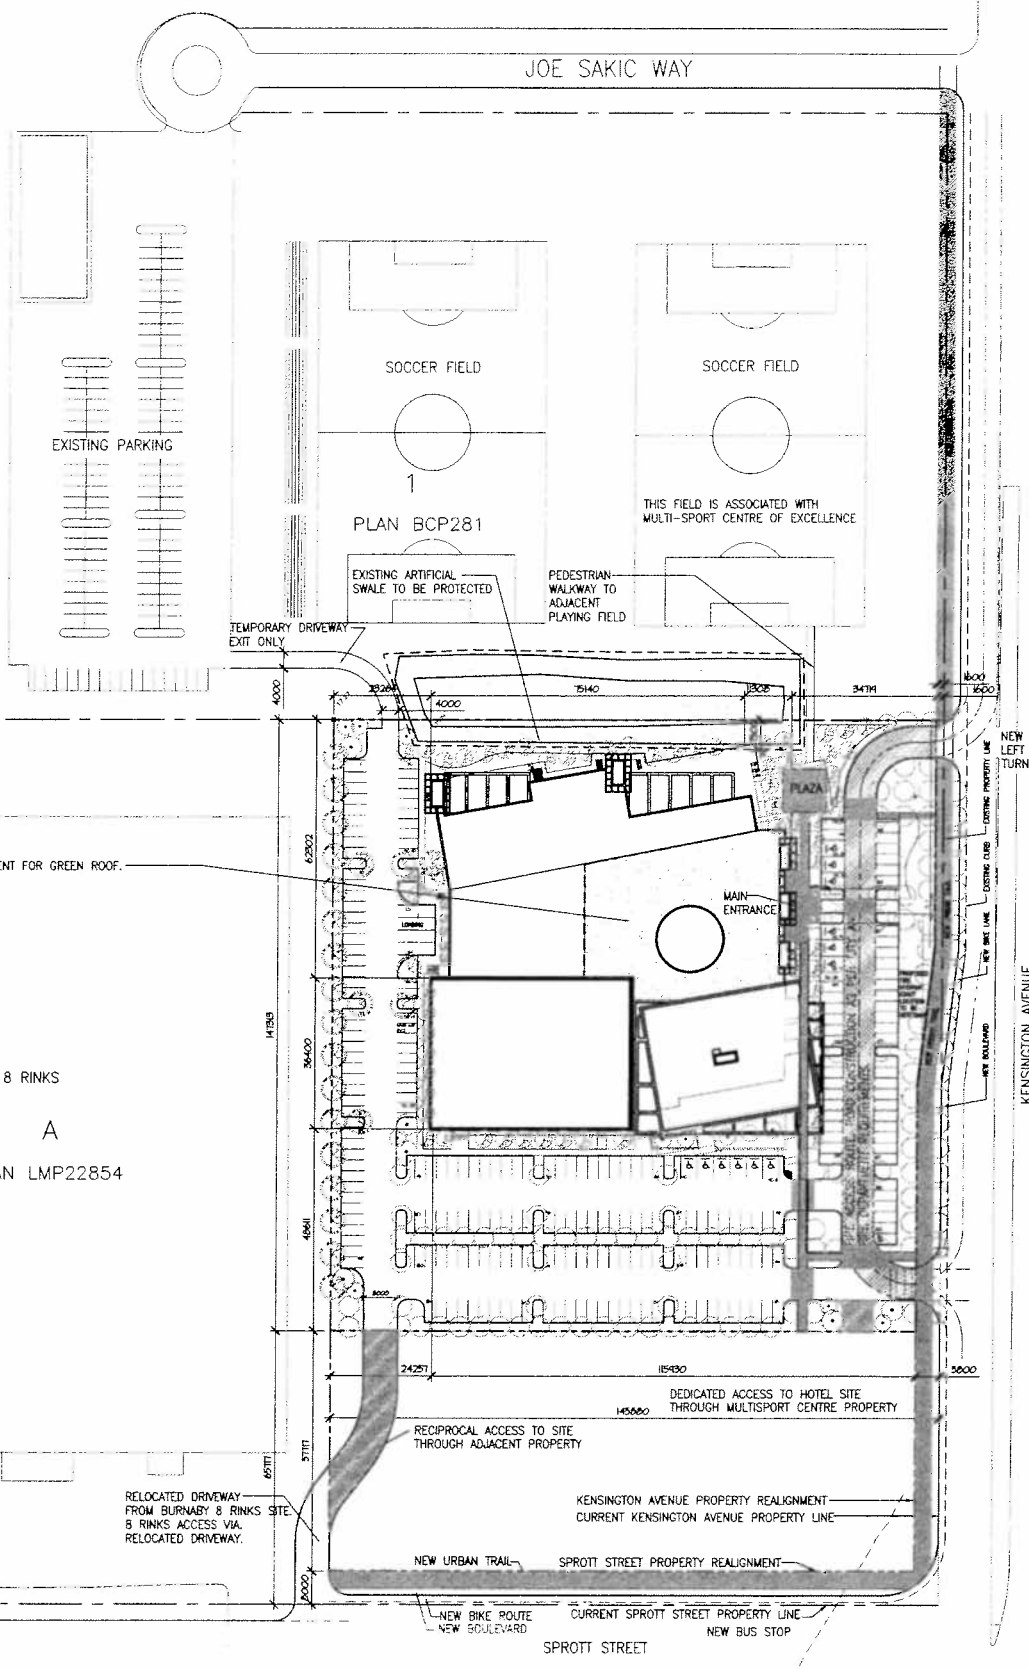 JOE SAKIC WAY
SOCCER FIELD
SOCCER FIELD
EXISTING PARKING
1
PLAN BCP281
THIS FIELD IS ASSOCIATED WITH
MULTI-SPORT CENTRE OF EXCELLENCE
EXISTING ARTIFICIAL
SWALE TO BE PROTECTED
PEDESTRIAN
WALKWAY TO
ADJACENT
PLAYING FIELD
TEMPORARY DRIVEWAY
EXIT ONLY
4000
4000
75140
34719
1600
1600
NEW
LEFT
TURN
PLAZA
EXISTING PROPERTY LINE
EXISTING CURB
NEW BIKE LANE
NEW BOULEVARD
KENSINGTON AVENUE
62302
ENT FOR GREEN ROOF.
MAIN
ENTRANCE
LOADING
147313
36400
8 RINKS
A
AN LMP22854
48611
8000
24257
115930
5800
DEDICATED ACCESS TO HOTEL SITE
THROUGH MULTISPORT CENTRE PROPERTY
145880
RECIPROCAL ACCESS TO SITE
THROUGH ADJACENT PROPERTY
57117
65117
RELOCATED DRIVEWAY
FROM BURNABY 8 RINKS SITE.
8 RINKS ACCESS VIA.
RELOCATED DRIVEWAY.
KENSINGTON AVENUE PROPERTY REALIGNMENT
CURRENT KENSINGTON AVENUE PROPERTY LINE
NEW URBAN TRAIL
SPROTT STREET PROPERTY REALIGNMENT
NEW BIKE ROUTE
NEW BOULEVARD
CURRENT SPROTT STREET PROPERTY LINE
NEW BUS STOP
SPROTT STREET